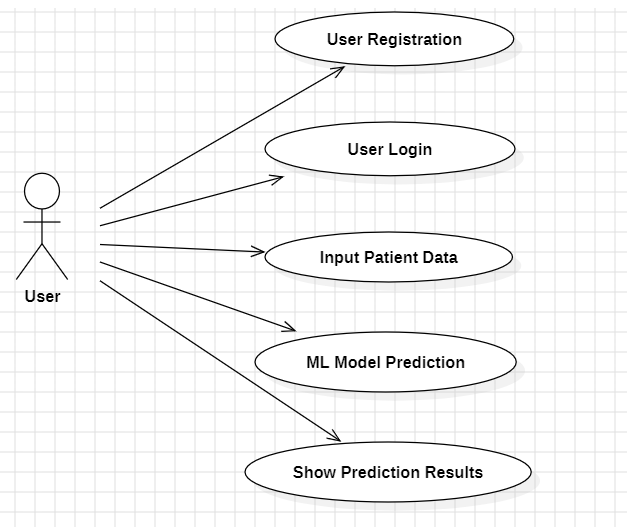 User Registration
User Login
Input Patient Data
User
ML Model Prediction
Show Prediction Results